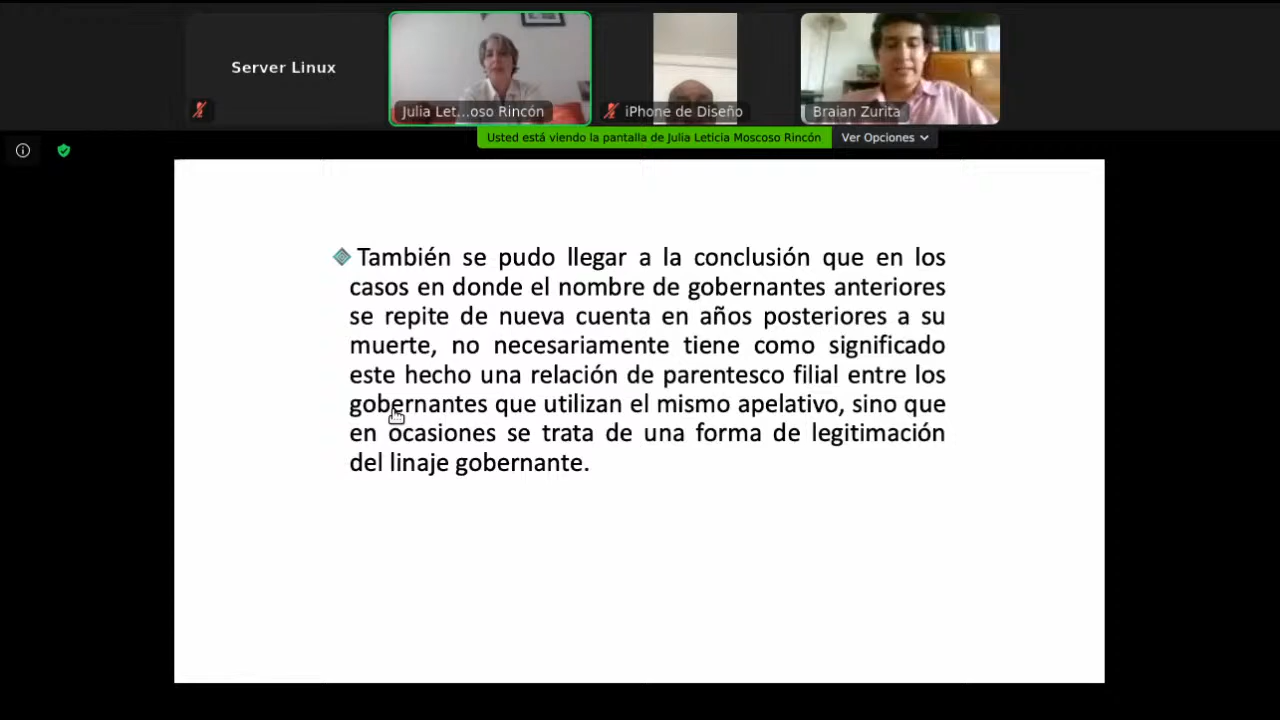 Server Linux
Julia Let...oso Rincón
iPhone de Diseño
Braian Zurita
Usted está viendo la pantalla de Julia Leticia Moscoso Rincón
Ver Opciones
También se pudo llegar a la conclusión que en los
casos en donde el nombre de gobernantes anteriores
se repite de nueva cuenta en años posteriores a su
muerte, no necesariamente tiene como significado
este hecho una relación de parentesco filial entre los
gobernantes que utilizan el mismo apelativo, sino que
en ocasiones se trata de una forma de legitimación
del linaje gobernante.